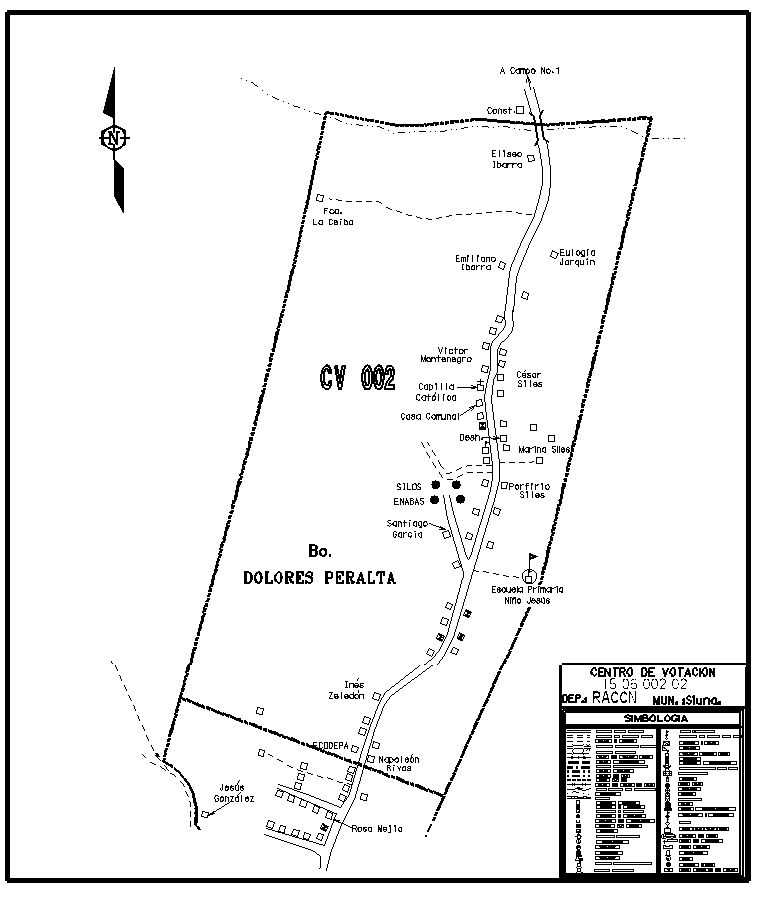 A Campo No.1
Const.
N
Eliseo
Ibarra
Fca.
La Ceiba
Eulogia
Jarquín
Emiliano
Ibarra
Victor
Montenegro
CV 002
César
Siles
Capilla
Católica
Casa Comunal
Desh.
Marina Siles
SILOS
ENABAS
Porfirio
Siles
Santiago
García
Bo.
DOLORES PERALTA
Escuela Primaria
Niño Jesús
Inés
Zeledón
ECODEPA
Napoleón
Rivas
Jesús
González
Rosa Mejía
CENTRO DE VOTACION
15 06 002 02
DEP.: RACCN MUN.: Siuna.
SIMBOLOGIA